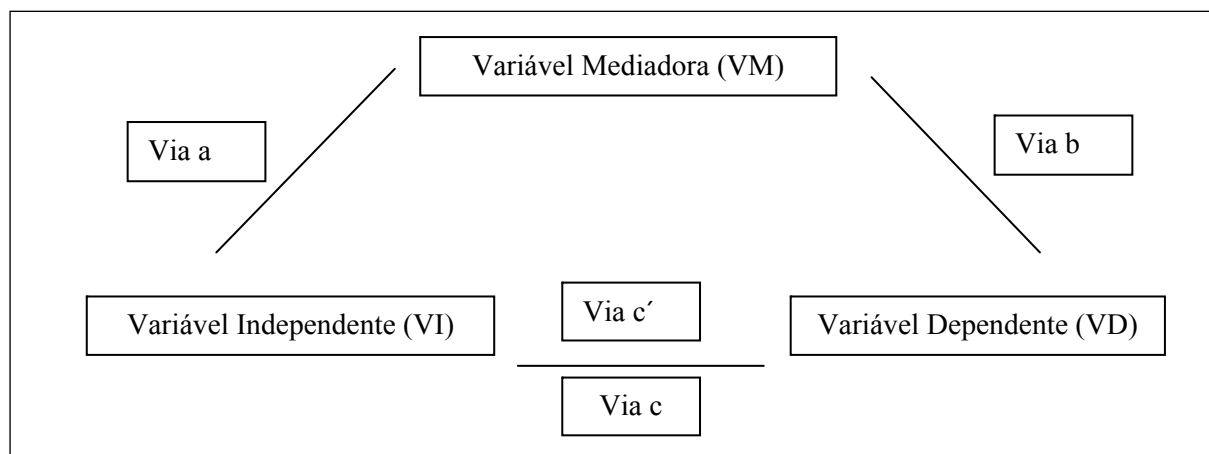 Variável Mediadora (VM)
Via a
Via b
Variável Independente (VI)
Via c´
Variável Dependente (VD)
Via c